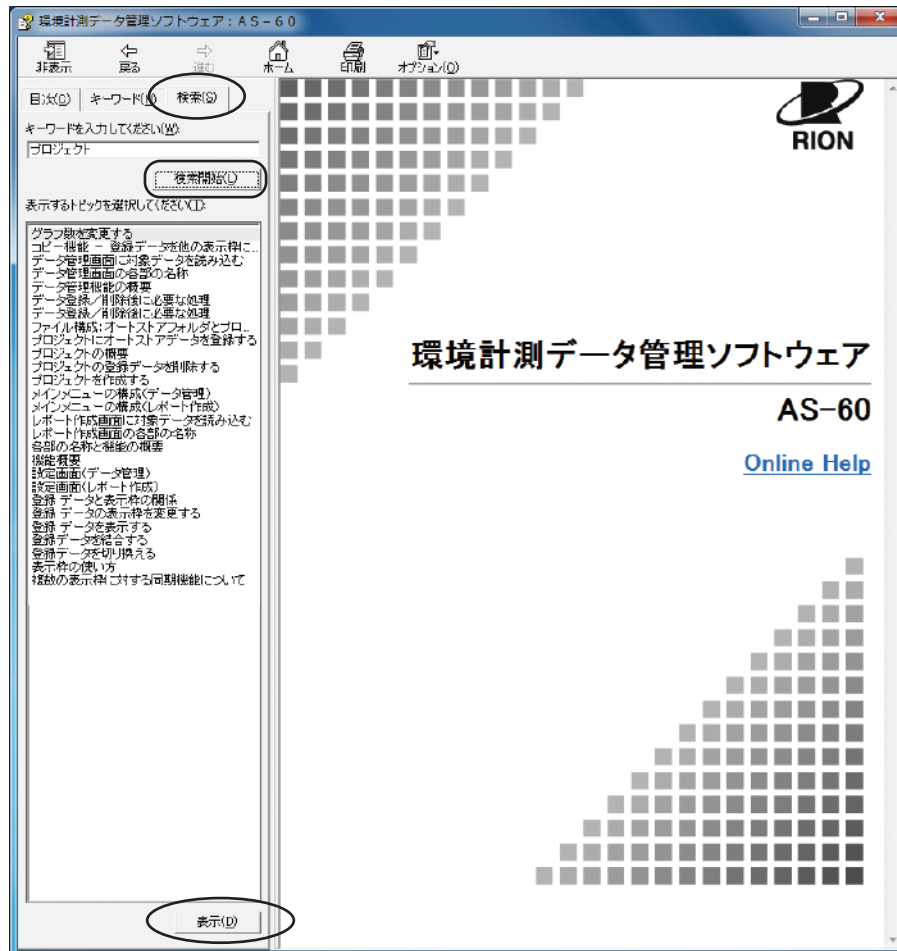 環境計測データ管理ソフトウェア：AS-60
非表示 戻る 進む ホーム 印刷 オプション(O)
目次(C) キーワード(N) 検索(S)
キーワードを入力してください(W):
プロジェクト
検索開始(L)
表示するトピックを選択してください(T):
グラフ数を変更する
コピー機能 － 登録データを他の表示枠に...
データ管理画面に対象データを読み込む
データ管理画面の各部の名称
データ管理機能の概要
データ登録／削除後に必要な処理
データ登録／削除後に必要な処理
ファイル構成:オートストアフォルダとプロ...
プロジェクトにオートストアデータを登録する
プロジェクトの概要
プロジェクトの登録データを削除する
プロジェクトを作成する
メインメニューの構成(データ管理)
メインメニューの構成(レポート作成)
レポート作成画面に対象データを読み込む
レポート作成画面の各部の名称
各部の名称と機能の概要
機能概要
設定画面(データ管理)
設定画面(レポート作成)
登録 データと表示枠の関係
登録 データの表示枠を変更する
登録 データを表示する
登録データを結合する
登録データを切り換える
表示枠の使い方
複数の表示枠に対する同期機能について
表示(D)
RION
環境計測データ管理ソフトウェア
AS-60
Online Help